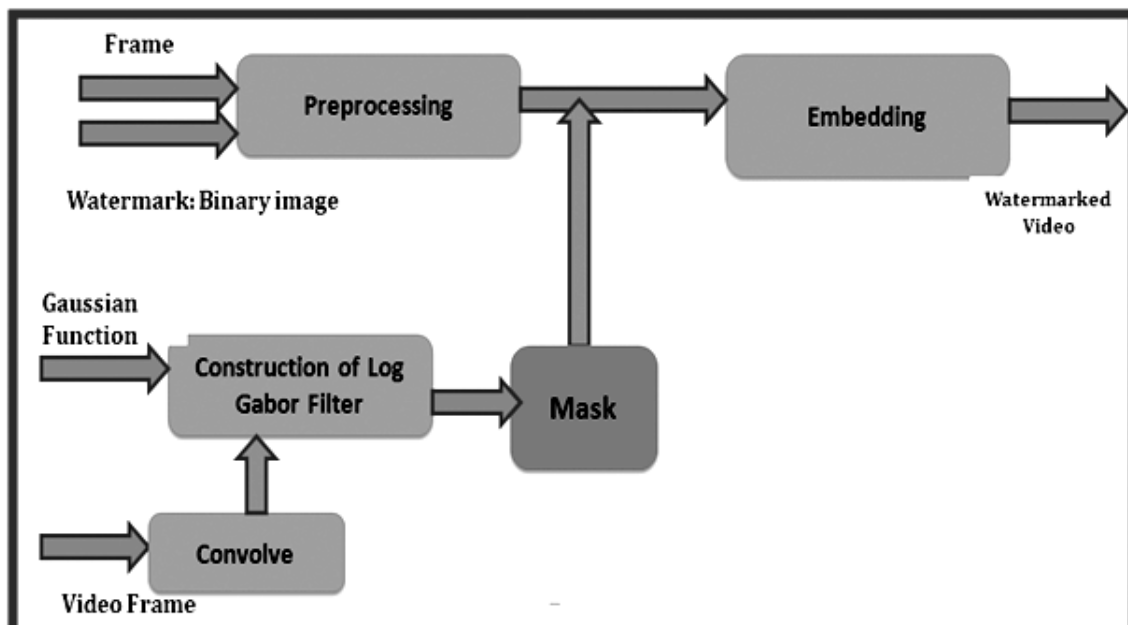 Frame
Preprocessing
Embedding
Watermark: Binary image
Watermarked
Video
Gaussian
Function
Construction of Log
Gabor Filter
Mask
Convolve
Video Frame